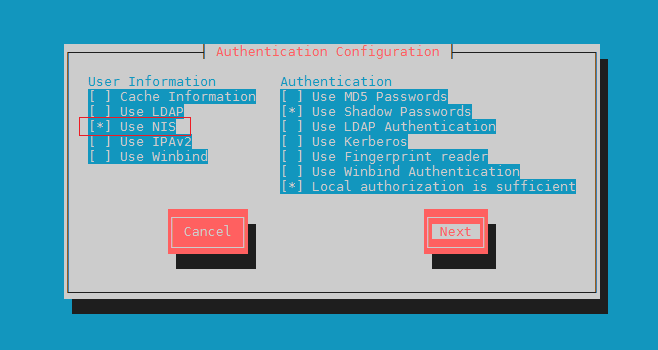 Authentication Configuration
User Information
[ ] Cache Information
[ ] Use LDAP
[*] Use NIS
[ ] Use IPAv2
[ ] Use Winbind
Authentication
[ ] Use MD5 Passwords
[*] Use Shadow Passwords
[ ] Use LDAP Authentication
[ ] Use Kerberos
[ ] Use Fingerprint reader
[ ] Use Winbind Authentication
[*] Local authorization is sufficient
Cancel
Next